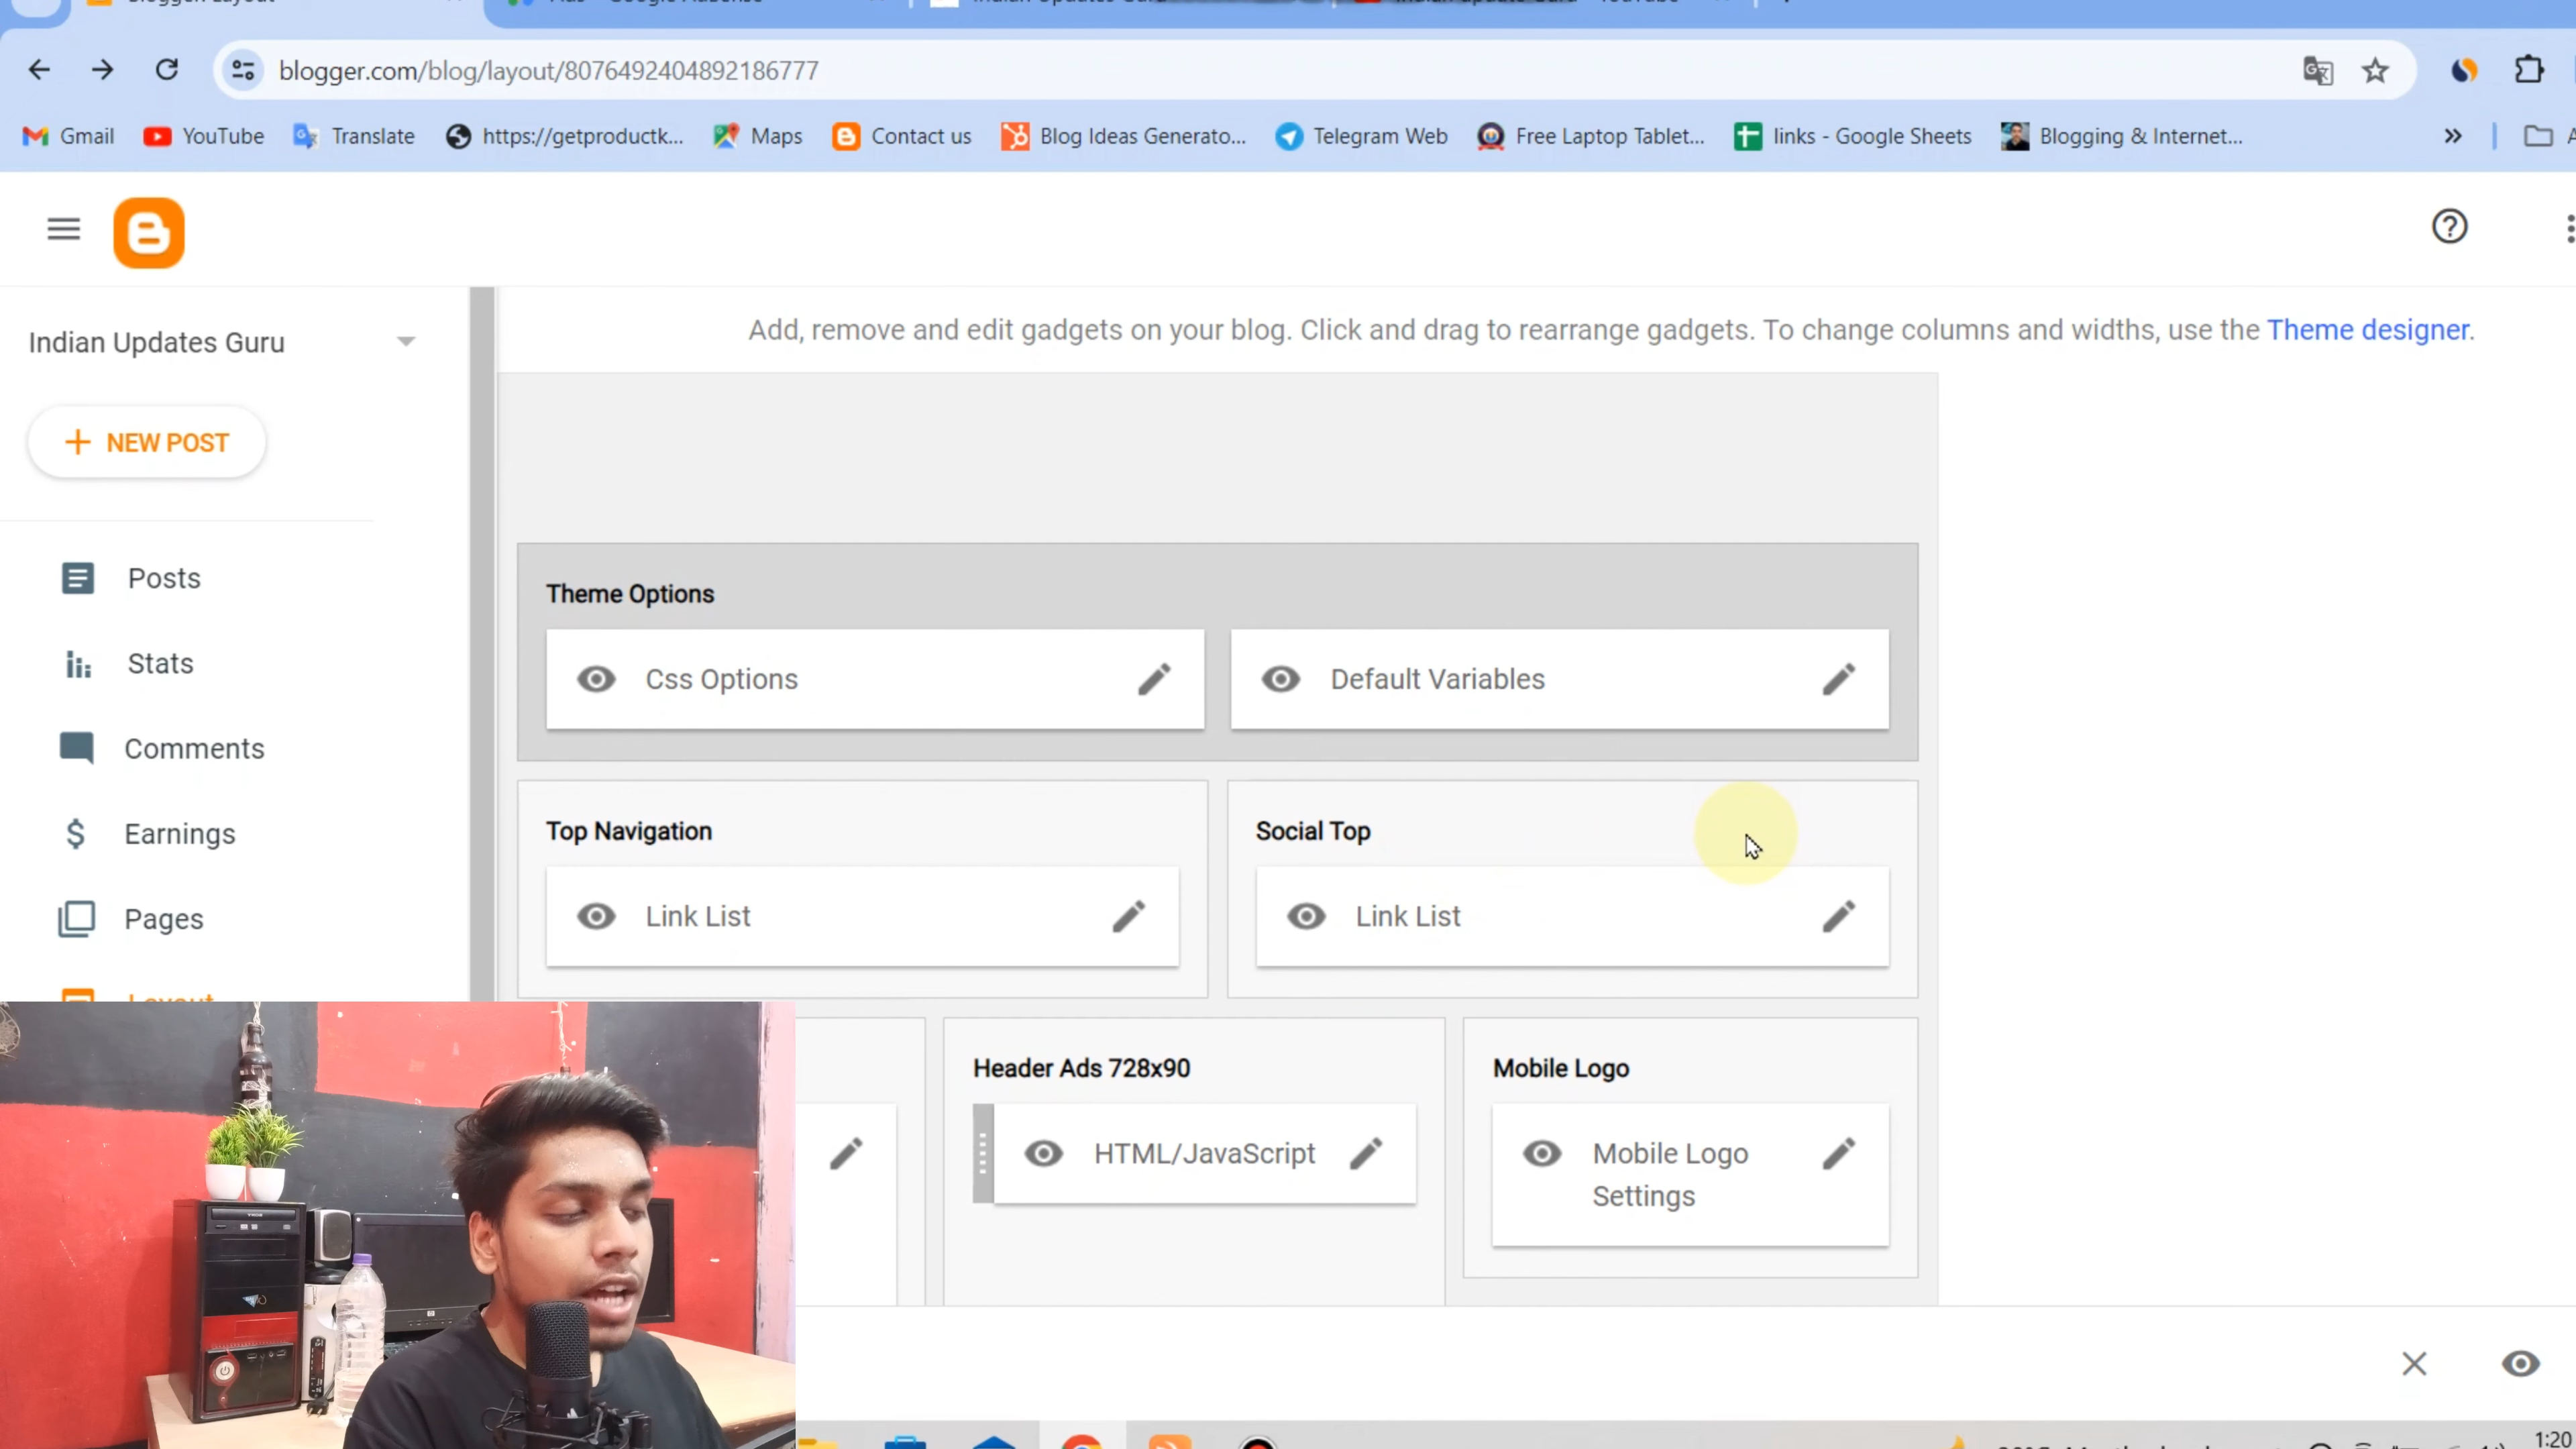 blogger.com/blog/layout/8076492404892186777
Gmail YouTube Translate https://getproductk... Maps Contact us Blog Ideas Generato... Telegram Web Free Laptop Tablet... links - Google Sheets Blogging & Internet... »
Add, remove and edit gadgets on your blog. Click and drag to rearrange gadgets. To change columns and widths, use the Theme designer.
Indian Updates Guru
+ NEW POST
Posts
Stats
Comments
Earnings
Pages
Layout
Theme Options
Css Options
Default Variables
Top Navigation
Link List
Social Top
Link List
Header Ads 728x90
HTML/JavaScript
Mobile Logo
Mobile Logo
Settings
1:20